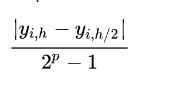 |y_{i,h} − y_{i,h/2}|
2^p − 1